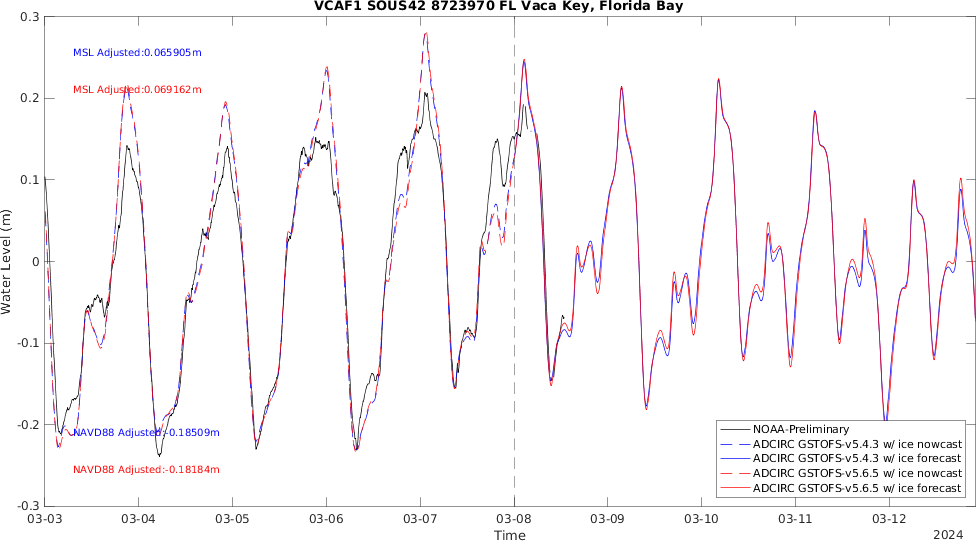 VCAF1 SOUS42 8723970 FL Vaca Key, Florida Bay
0.3
0.2
0.1
0
-0.1
-0.2
-0.3
Water Level (m)
MSL Adjusted:0.065905m
MSL Adjusted:0.069162m
NAVD88 Adjusted:-0.18509m
NAVD88 Adjusted:-0.18184m
NOAA-Preliminary
ADCIRC GSTOFS-v5.4.3 w/ ice nowcast
ADCIRC GSTOFS-v5.4.3 w/ ice forecast
ADCIRC GSTOFS-v5.6.5 w/ ice nowcast
ADCIRC GSTOFS-v5.6.5 w/ ice forecast
03-03 03-04 03-05 03-06 03-07 03-08 03-09 03-10 03-11 03-12
Time
2024